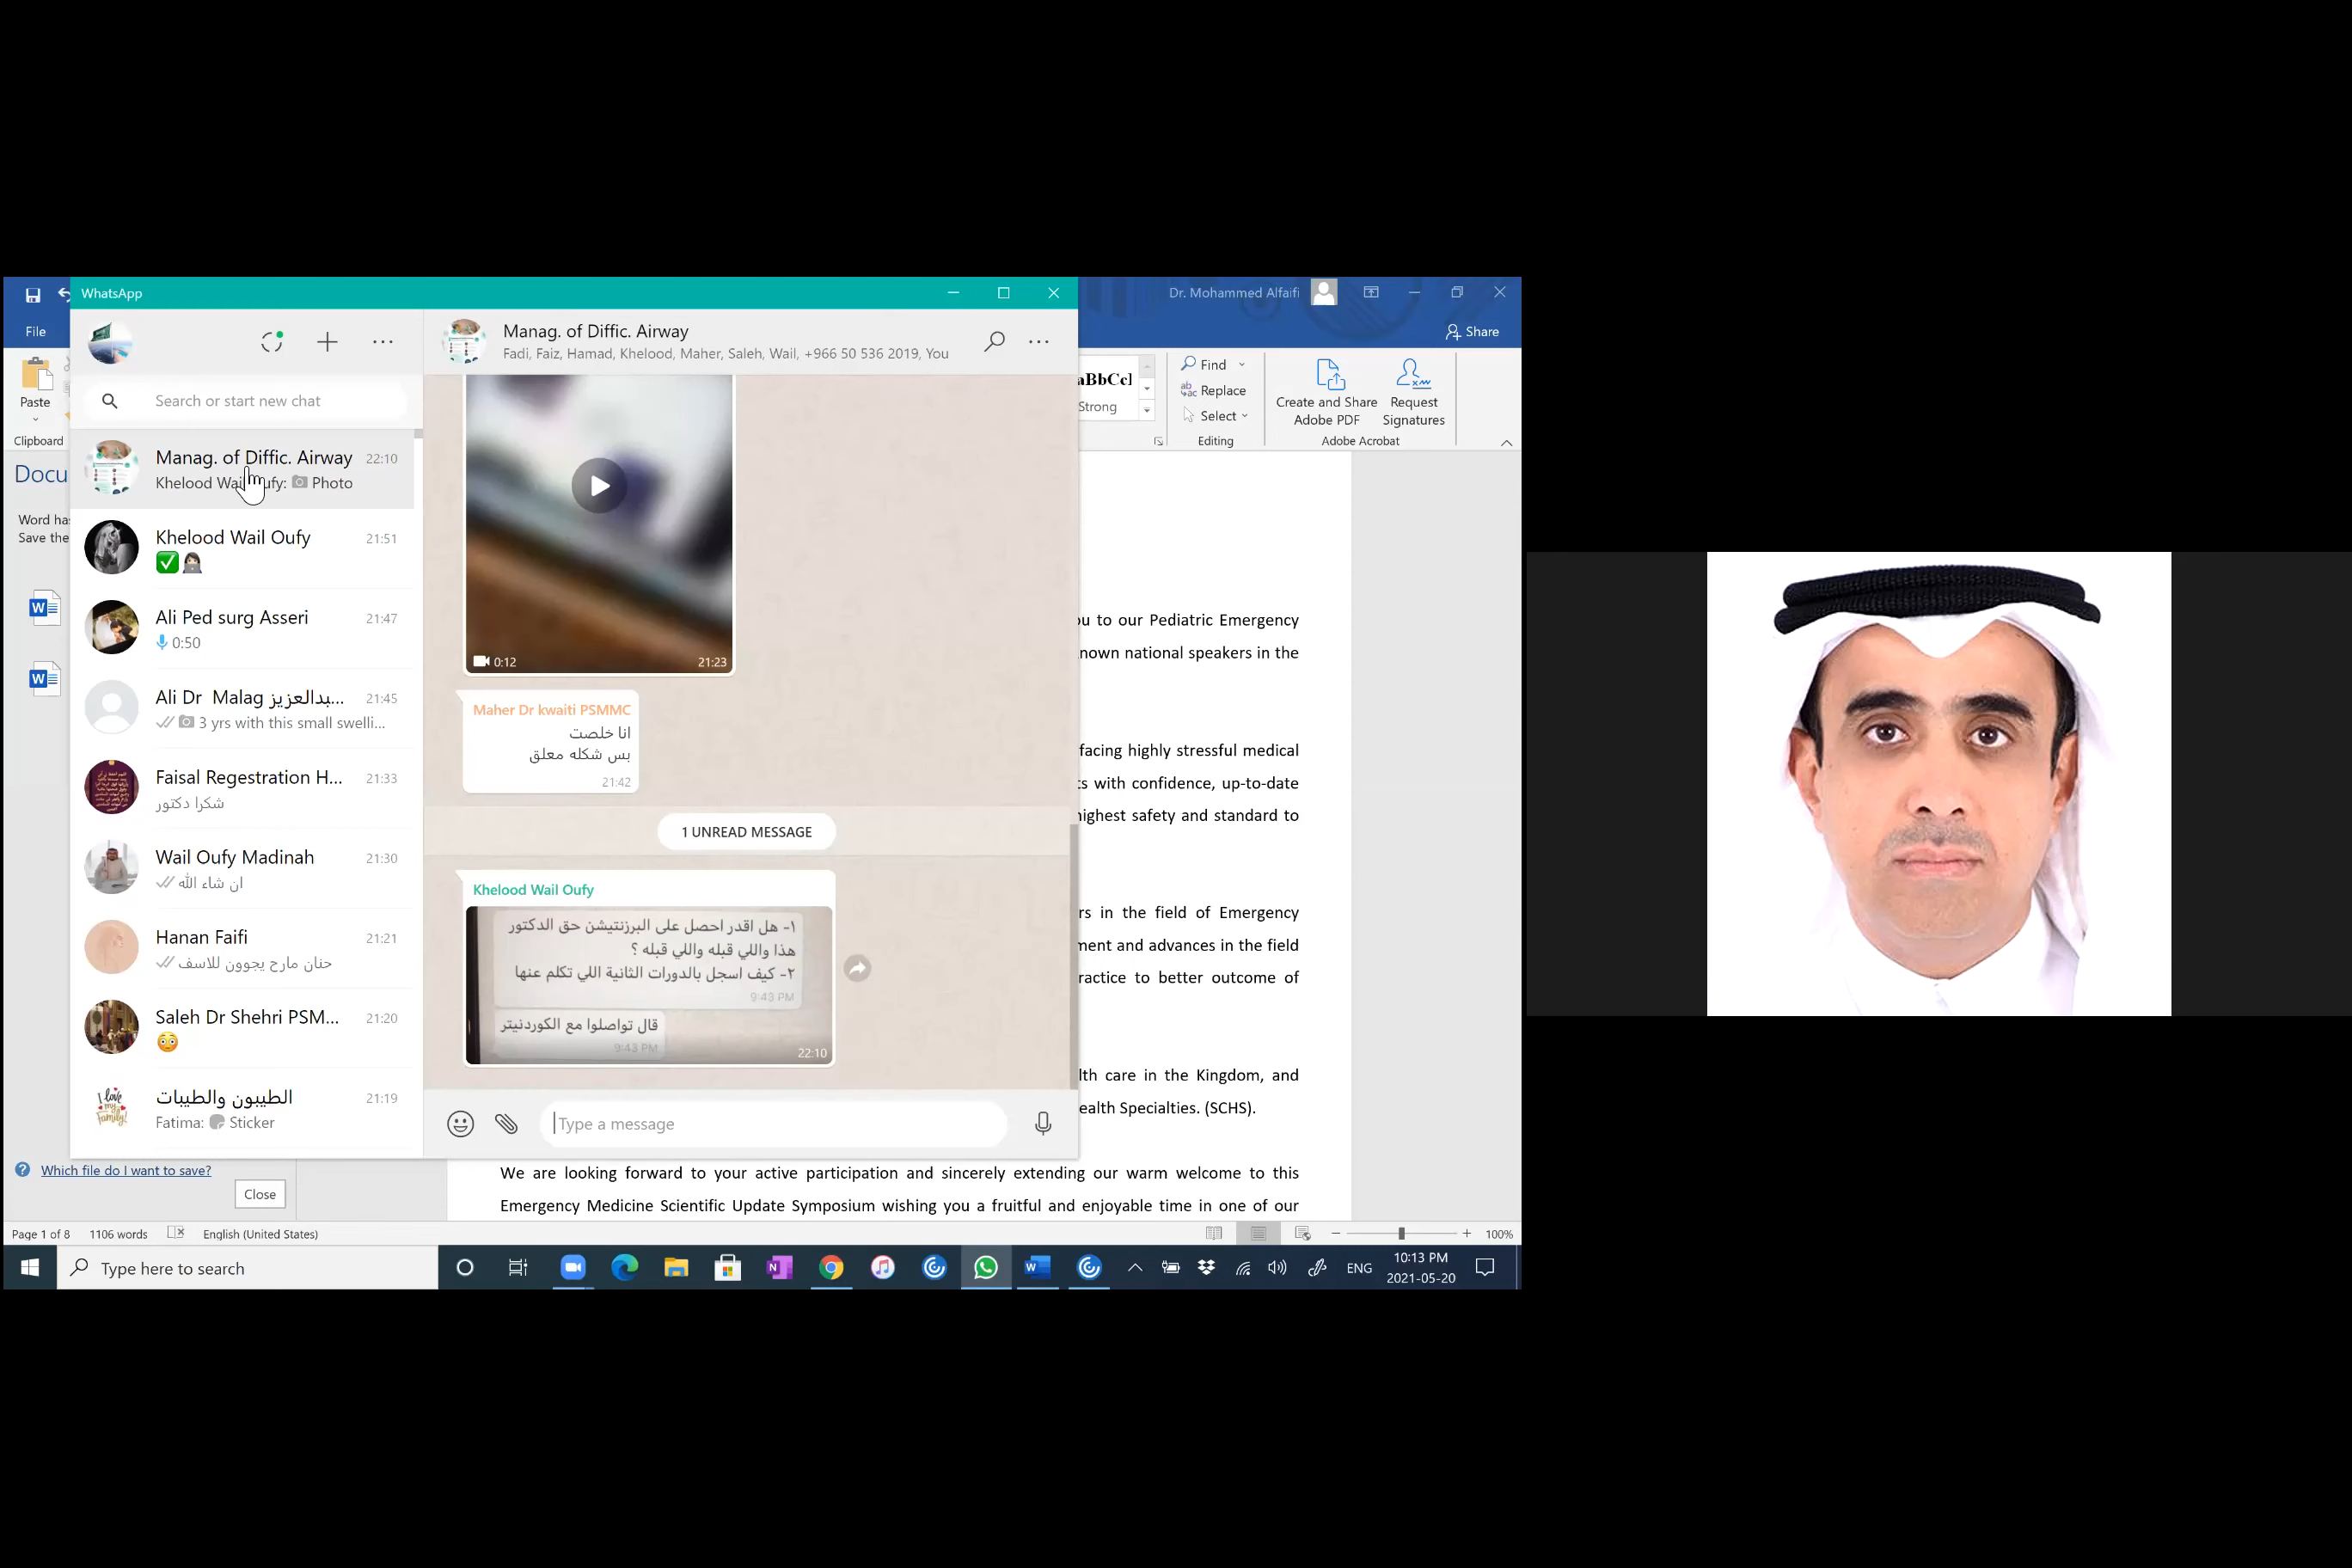 WhatsApp
Dr. Mohammed Alfaifi
File
Share
Paste
Clipboard
Find
Replace
Select
Editing
Strong
Create and Share
Adobe PDF
Request
Signatures
Adobe Acrobat
Search or start new chat
Manag. of Diffic. Airway 22:10
Photo
Khelood Wail Oufy 21:51
Ali Ped surg Asseri 21:47
0:50
Ali Dr Malag بدالعزيز... 21:45
3 yrs with this small swelli...
Faisal Regestration H... 21:33
شكرا دكتور
Wail Oufy Madinah 21:30
ان شاء الله
Hanan Faifi 21:21
حنان مارح يجوون للاسف
Saleh Dr Shehri PSM... 21:20
I love my Family!
الطيبون والطيبات 21:19
Fatima: Sticker
Manag. of Diffic. Airway
Fadi, Faiz, Hamad, Khelood, Maher, Saleh, Wail, +966 50 536 2019, You
0:12 21:23
Maher Dr kwaiti PSMMC
انا خلصت
بس شكله معلق
21:42
1 UNREAD MESSAGE
Khelood Wail Oufy
١- هل اقدر احصل على البرزنتيشن حق الدكتور
هذا واللي قبله واللي قبله ؟
٢- كيف اسجل بالدورات الثانية اللي تكلم عنها
9:43 PM
قال تواصلوا مع الكوردنيتر
9:43 PM
22:10
Type a message
Docu
Word has
Save the
u to our Pediatric Emergency
nown national speakers in the
facing highly stressful medical
s with confidence, up-to-date
ighest safety and standard to
rs in the field of Emergency
ment and advances in the field
ractice to better outcome of
lth care in the Kingdom, and
ealth Specialties. (SCHS).
We are looking forward to your active participation and sincerely extending our warm welcome to this
Emergency Medicine Scientific Update Symposium wishing you a fruitful and enjoyable time in one of our
Which file do I want to save?
Close
Page 1 of 8 1106 words English (United States) 100%
Type here to search
ENG
10:13 PM
2021-05-20